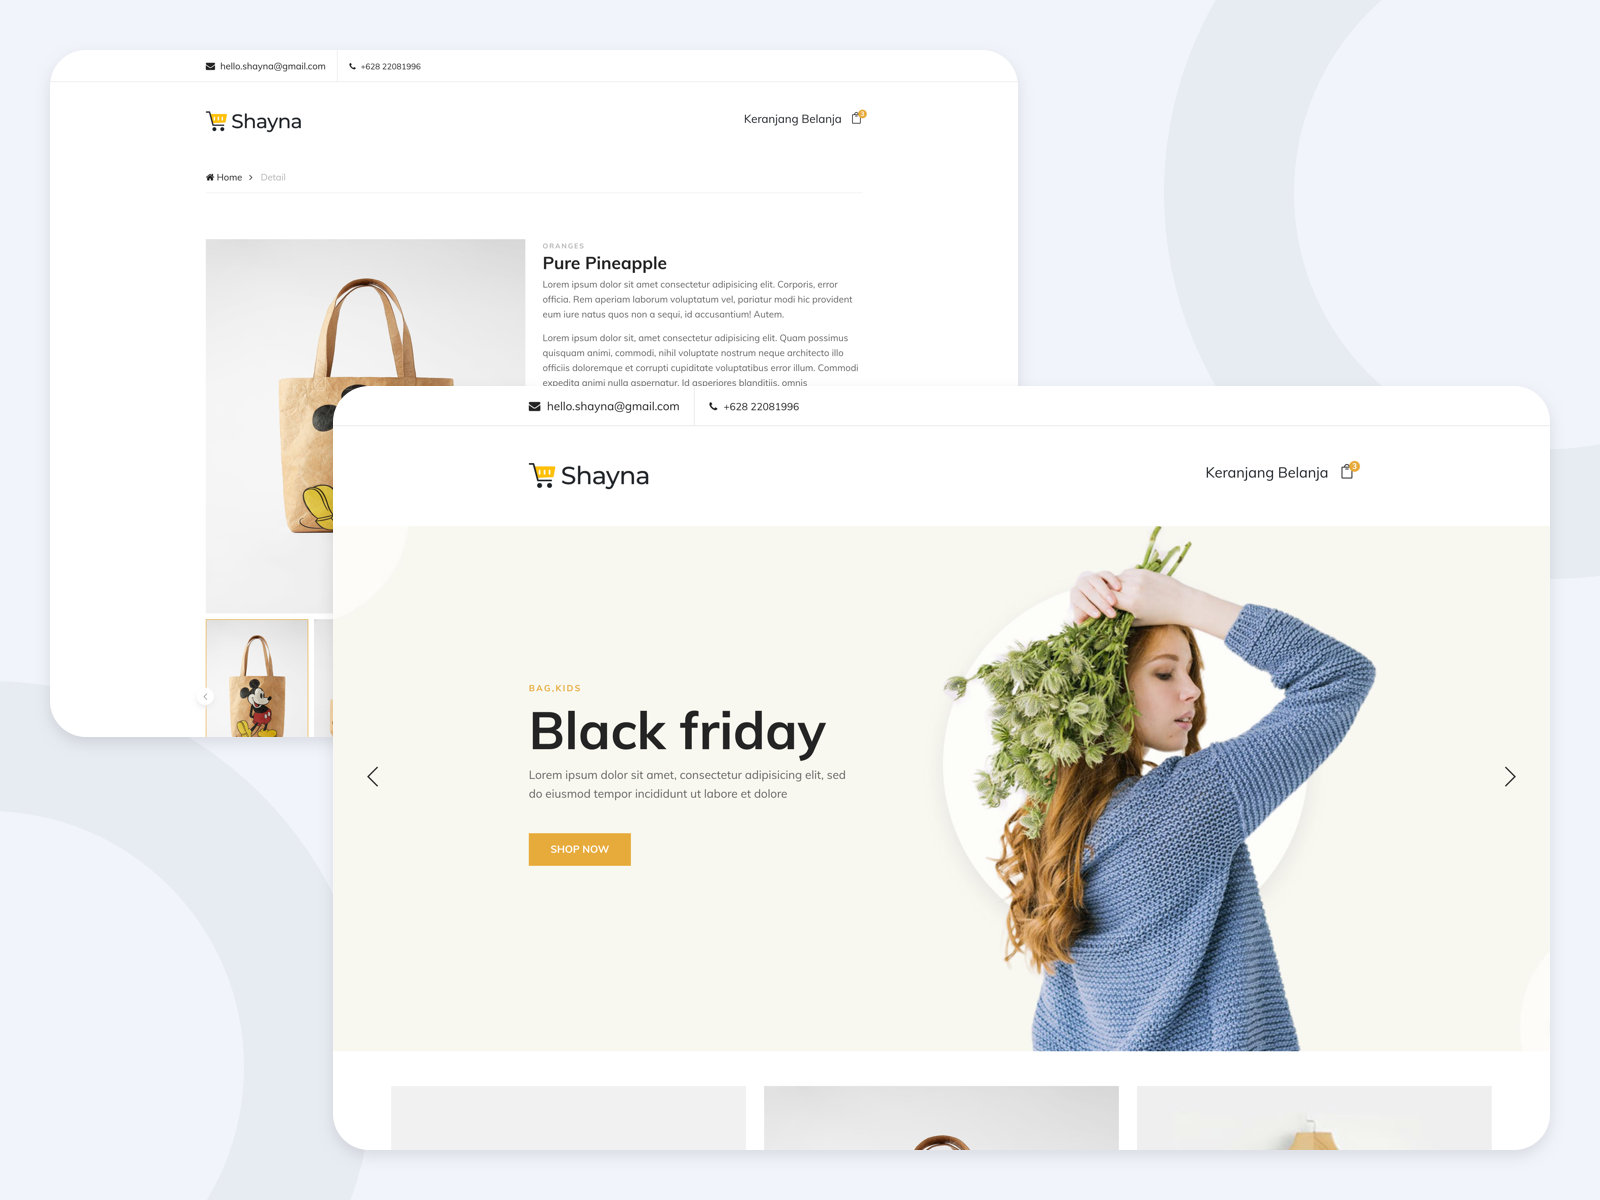 hello.shayna@gmail.com
+628 22081996
Shayna
Keranjang Belanja
3
Home
Detail
ORANGES
Pure Pineapple
Lorem ipsum dolor sit amet consectetur adipisicing elit. Corporis, error
officia. Rem aperiam laborum voluptatum vel, pariatur modi hic provident
eum iure natus quos non a sequi, id accusantium! Autem.
Lorem ipsum dolor sit, amet consectetur adipisicing elit. Quam possimus
quisquam animi, commodi, nihil voluptate nostrum neque architecto illo
officiis doloremque et corrupti cupiditate voluptatibus error illum. Commodi
expedita animi nulla aspernatur. Id asperiores blanditiis, omnis
hello.shayna@gmail.com
+628 22081996
Shayna
Keranjang Belanja
3
BAG,KIDS
Black friday
Lorem ipsum dolor sit amet, consectetur adipisicing elit, sed
do eiusmod tempor incididunt ut labore et dolore
SHOP NOW